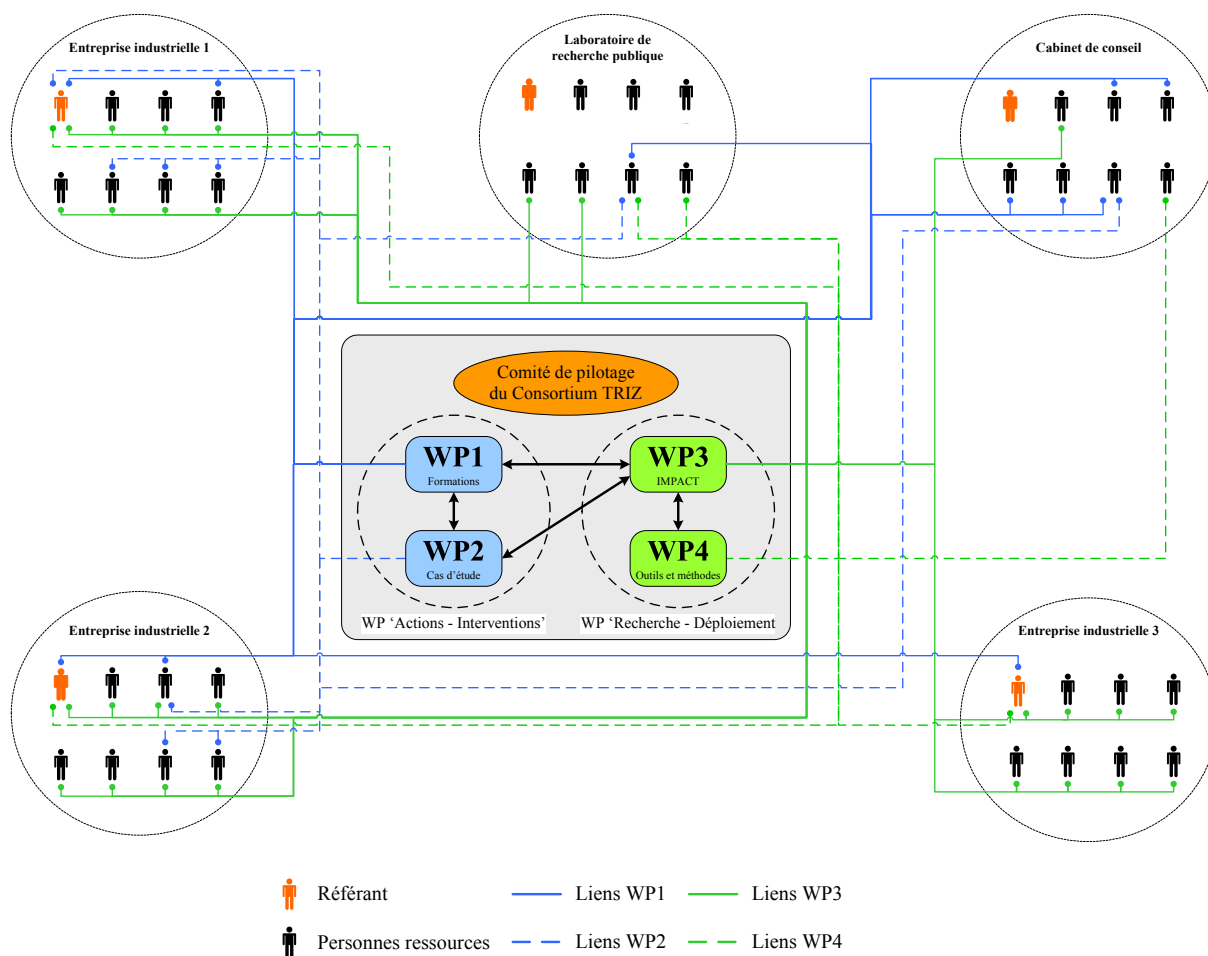 Entreprise industrielle 1
Laboratoire de
recherche publique
Cabinet de conseil
Comité de pilotage
du Consortium TRIZ
WP1
Formations
WP3
IMPACT
WP2
Cas d'étude
WP4
Outils et méthodes
WP ‘Actions - Interventions’
WP ‘Recherche - Déploiement
Entreprise industrielle 2
Entreprise industrielle 3
Référant
Liens WP1
Liens WP3
Personnes ressources
Liens WP2
Liens WP4